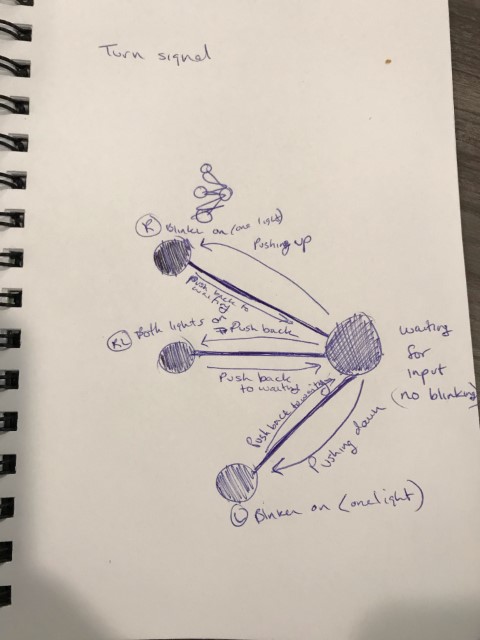 Turn signal
R Blinker on (one light)
Pushing up
Push back to
waiting
RL Both lights on
Push back
waiting
for
input
(no blinking)
Push back
to waiting
Push back to waiting
Pushing down
L Blinker on (one light)